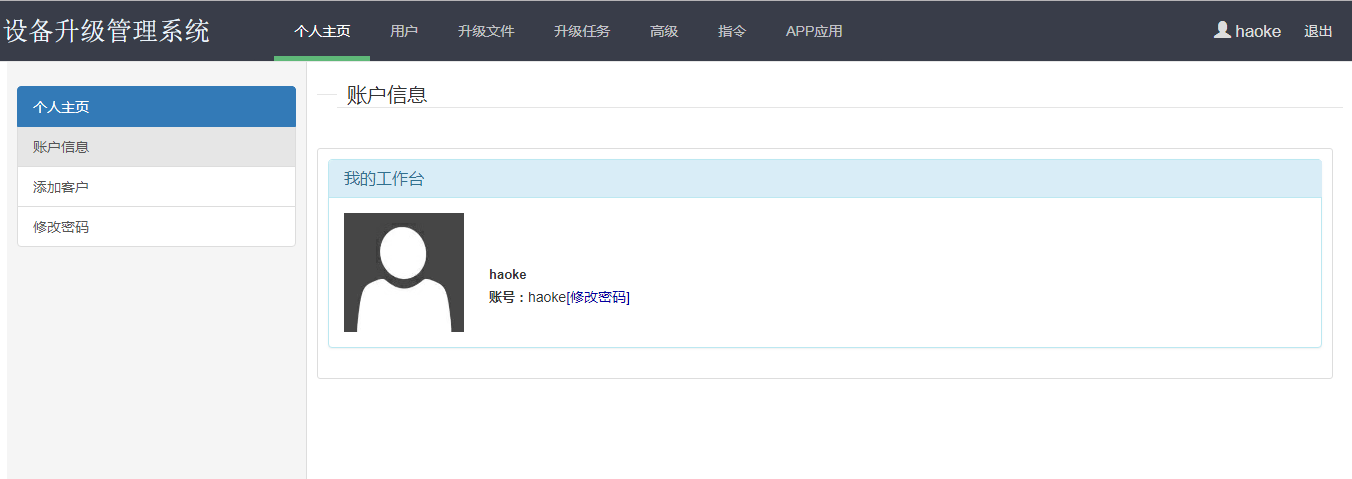 设备升级管理系统 个人主页 用户 升级文件 升级任务 高级 指令 APP应用 haoke 退出
个人主页
账户信息
添加客户
修改密码
账户信息
我的工作台
haoke
账号：haoke[修改密码]